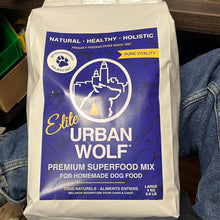 NATURAL · HEALTHY · HOLISTIC
PROUDLY FEEDING DOGS SINCE 1997
PURE VITALITY
Elite
URBAN
WOLF
PREMIUM SUPERFOOD MIX
FOR HOMEMADE DOG FOOD
TOUS NATURELS · ALIMENTS ENTIERS
LARGE
4 KG
8.8 LB